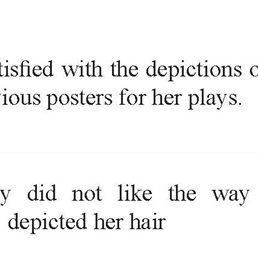 tisfied with the depictions o
ious posters for her plays.
y did not like the way
depicted her hair